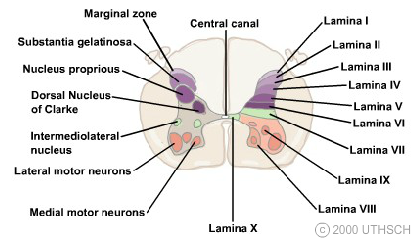 Marginal zone
Substantia gelatinosa
Nucleus proprious
Dorsal Nucleus
of Clarke
Intermediolateral
nucleus
Lateral motor neurons
Medial motor neurons
Central canal
Lamina X
Lamina I
Lamina II
Lamina III
Lamina IV
Lamina V
Lamina VI
Lamina VII
Lamina IX
Lamina VIII
© 2000 UTHSCH